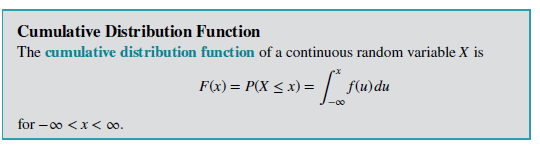 Cumulative Distribution Function
The cumulative distribution function of a continuous random variable X is
F(x) = P(X ≤ x) = ∫_{-∞}^{x} f(u) du
for −∞ < x < ∞.